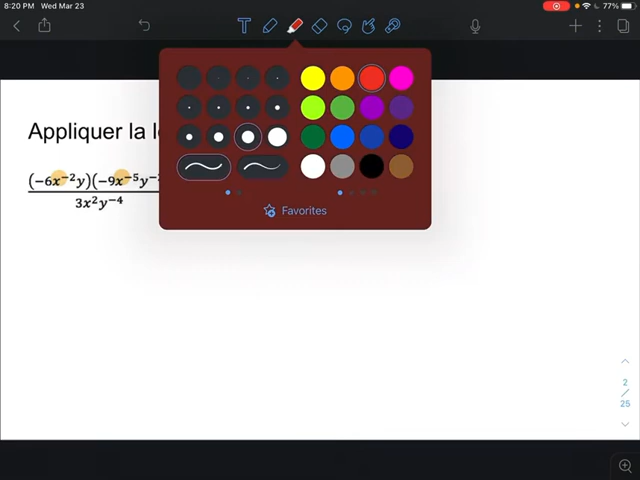 8:20 PM Wed Mar 23 77%
T
Appliquer la
(−6x⁻²y)(−9x⁻⁵y⁻
3x²y⁻⁴
Favorites
2
/
25